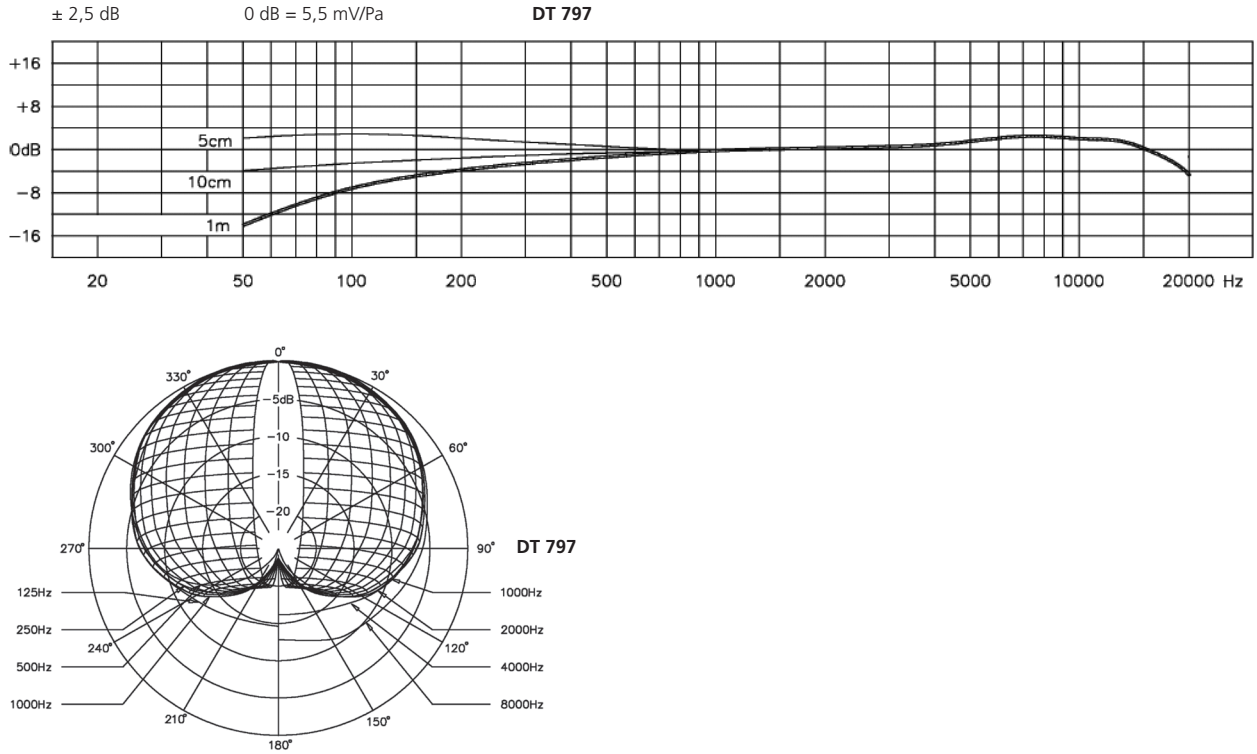 ± 2,5 dB 0 dB = 5,5 mV/Pa DT 797
+16
+8
0dB
−8
−16
5cm
10cm
1m
20 50 100 200 500 1000 2000 5000 10000 20000 Hz
0°
330° 30°
−5dB
−10
300° 60°
−15
−20
270° 90° DT 797
125Hz 1000Hz
250Hz 2000Hz
240° 120°
500Hz 4000Hz
1000Hz 8000Hz
210° 150°
180°